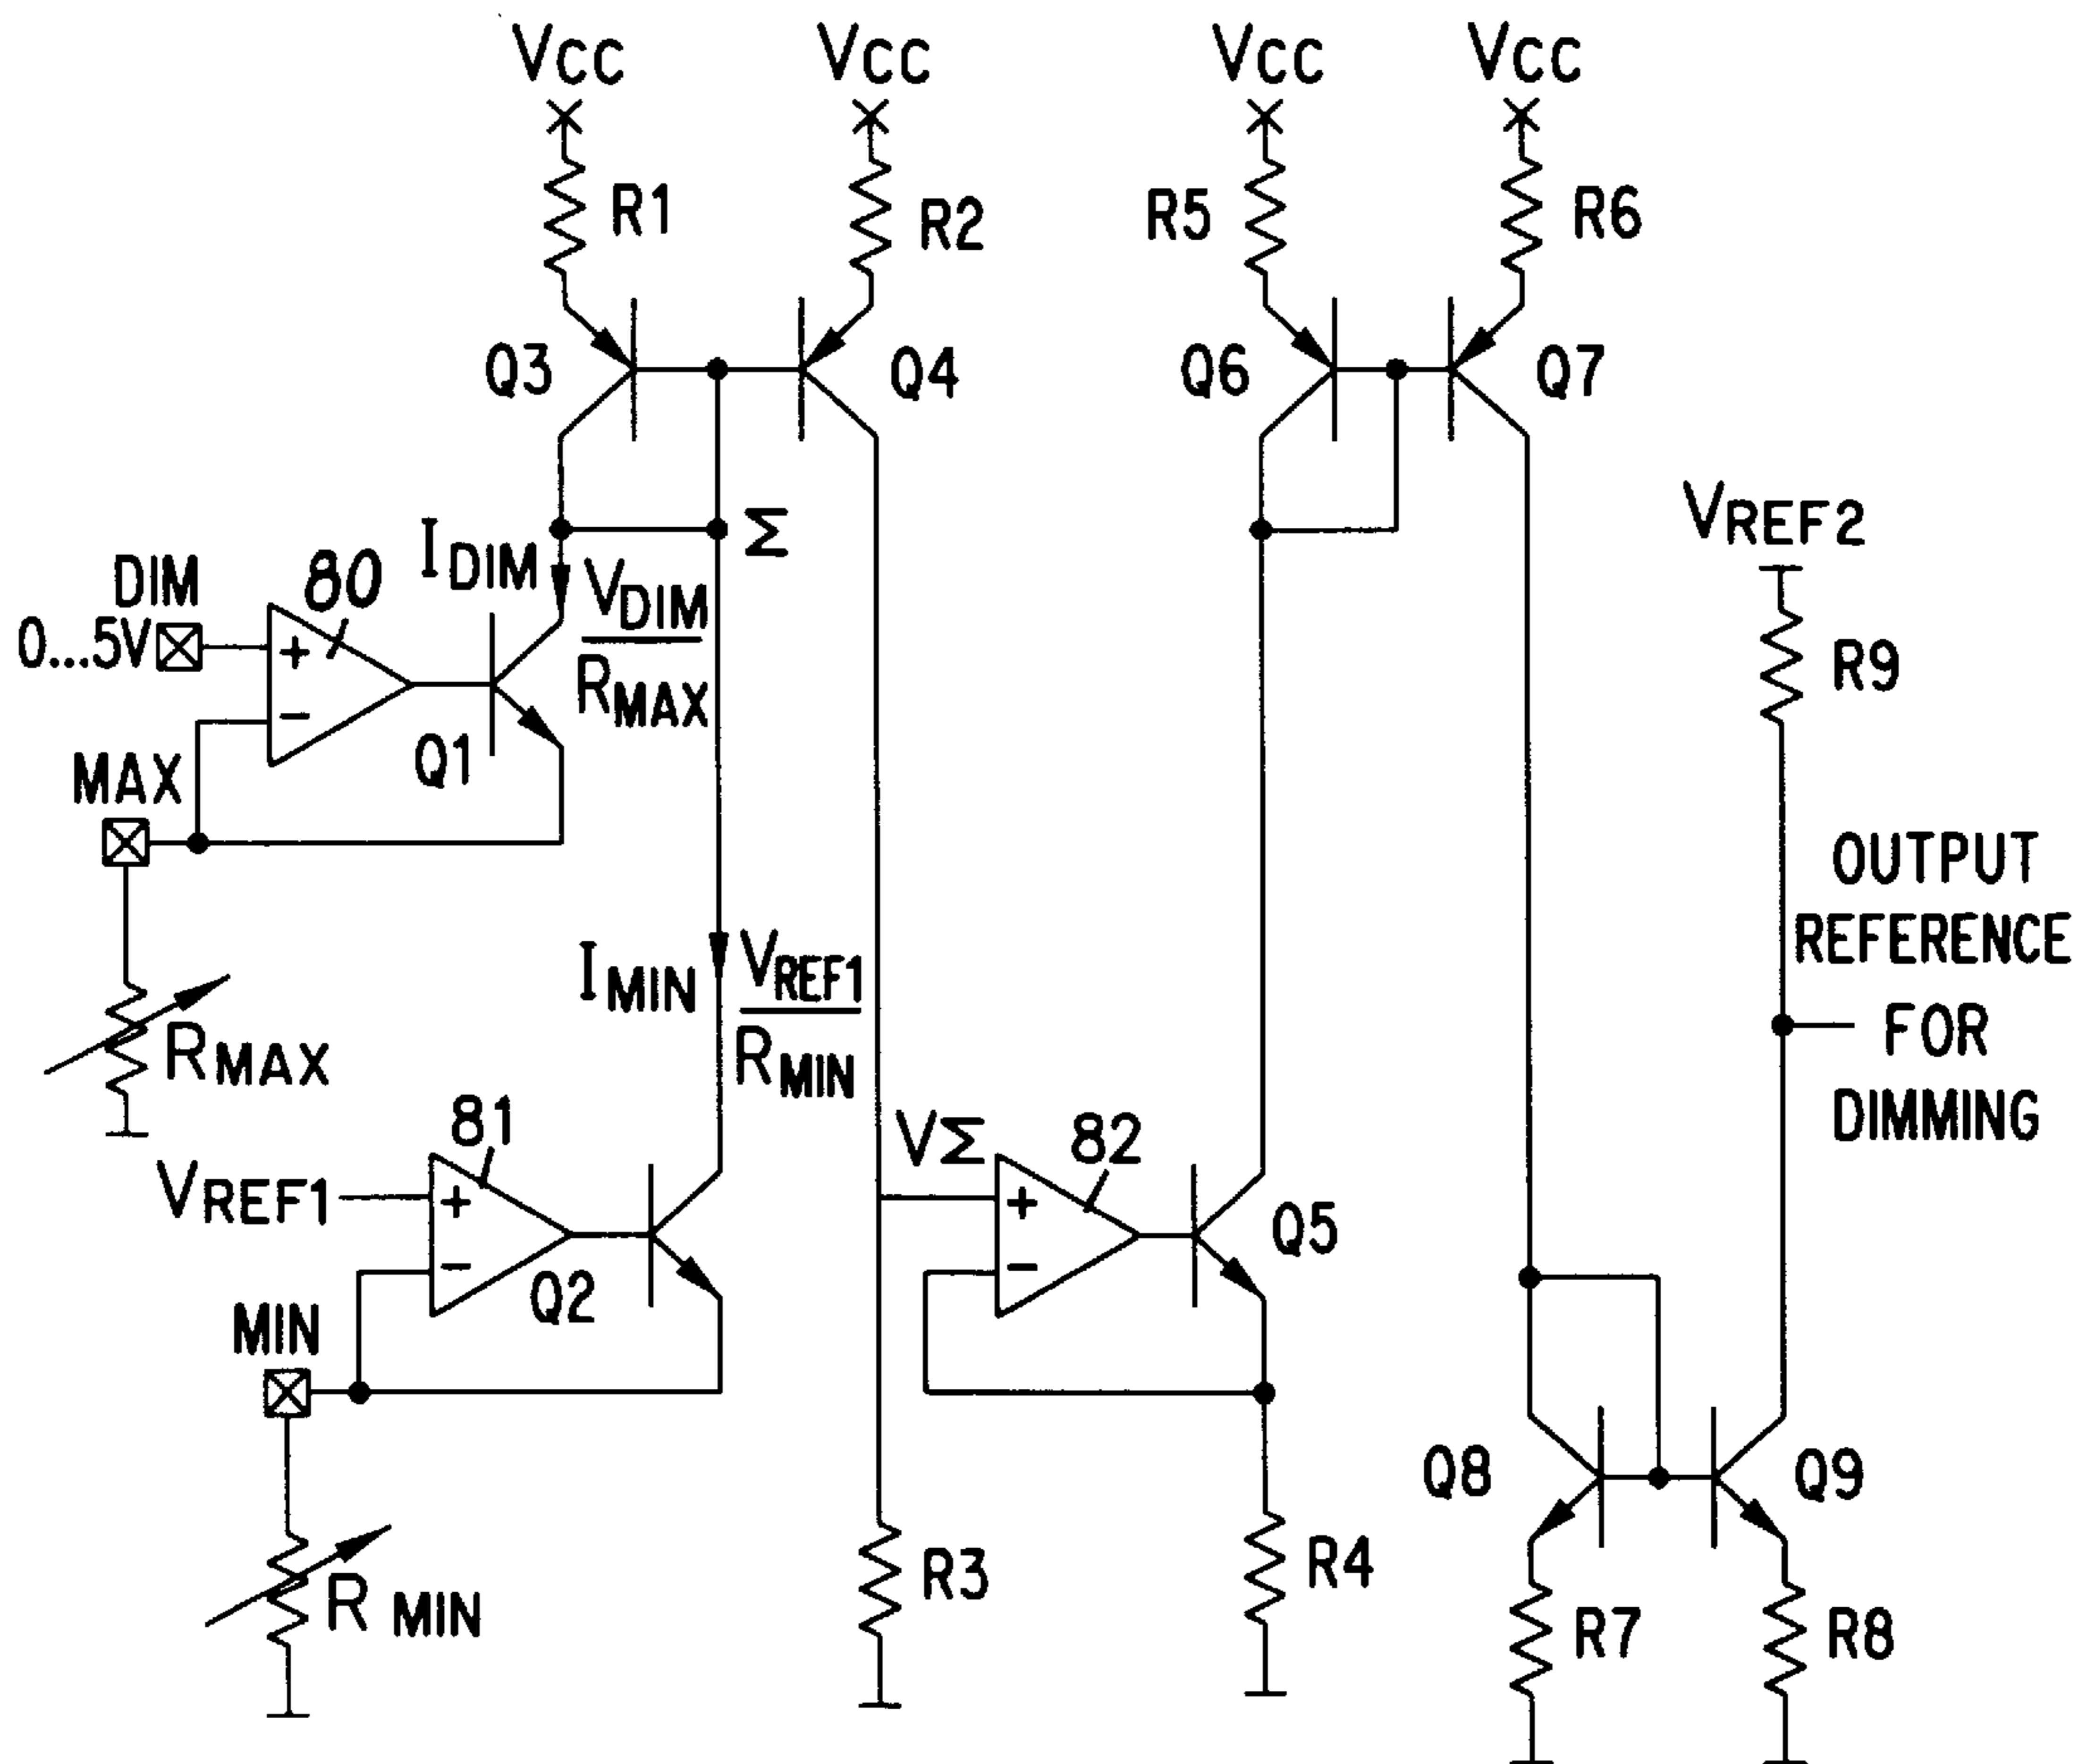 VCC VCC VCC VCC
R1 R2 R5 R6
Q3 Q4 Q6 Q7
VREF2
IDIM Σ
DIM 80 VDIM
0...5V + RMAX R9
−
MAX Q1
OUTPUT
REFERENCE
FOR
DIMMING
IMIN VREF1
RMIN
RMAX
81 VΣ 82
VREF1 + + Q5
− Q2 −
MIN
Q8 Q9
R3 R4
RMIN R7 R8